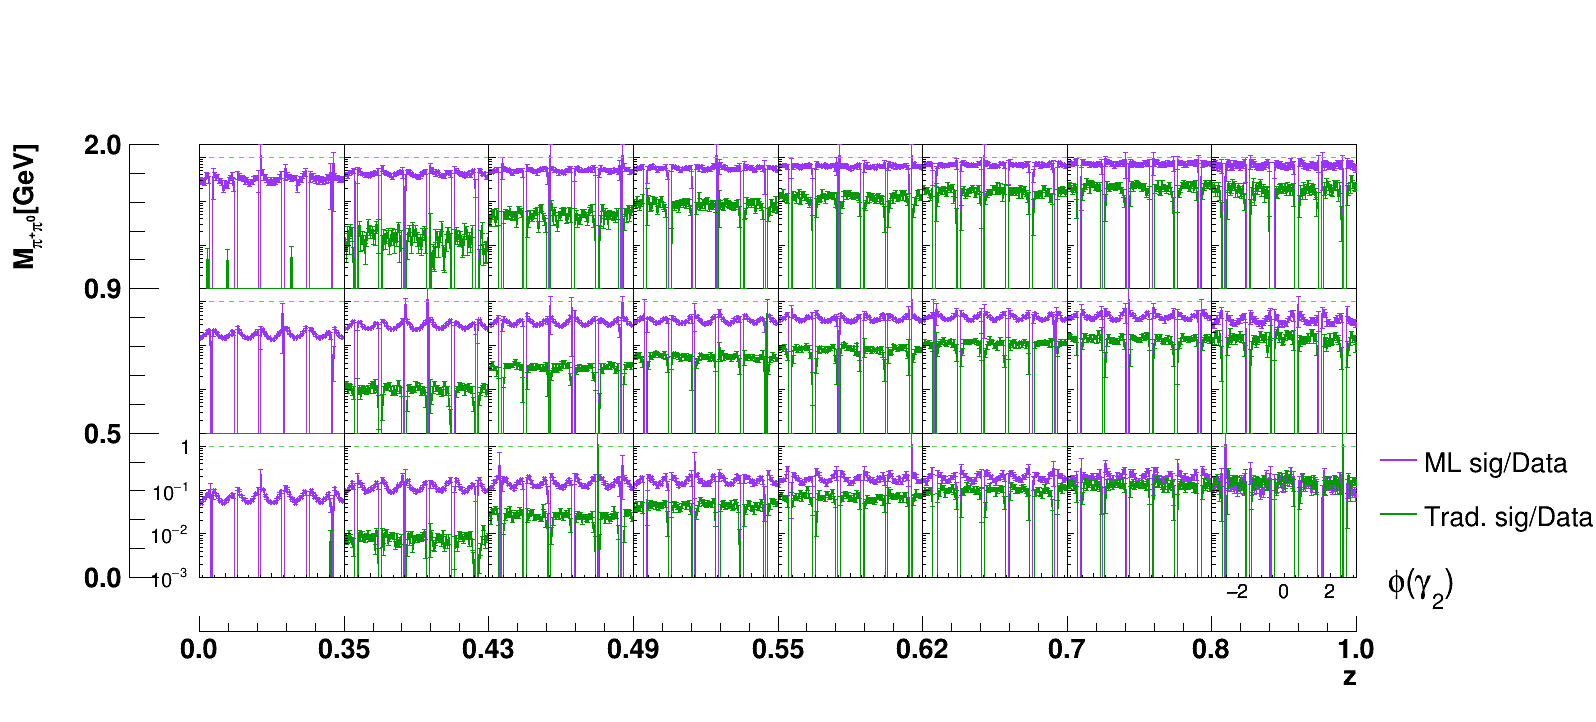 M π⁺π⁰ [GeV]
2.0
0.9
0.5
0.0
1
10⁻¹
10⁻²
10⁻³
ML sig/Data
Trad. sig/Data
−2 0 2
ϕ(γ₂)
0.0 0.35 0.43 0.49 0.55 0.62 0.7 0.8 1.0
z